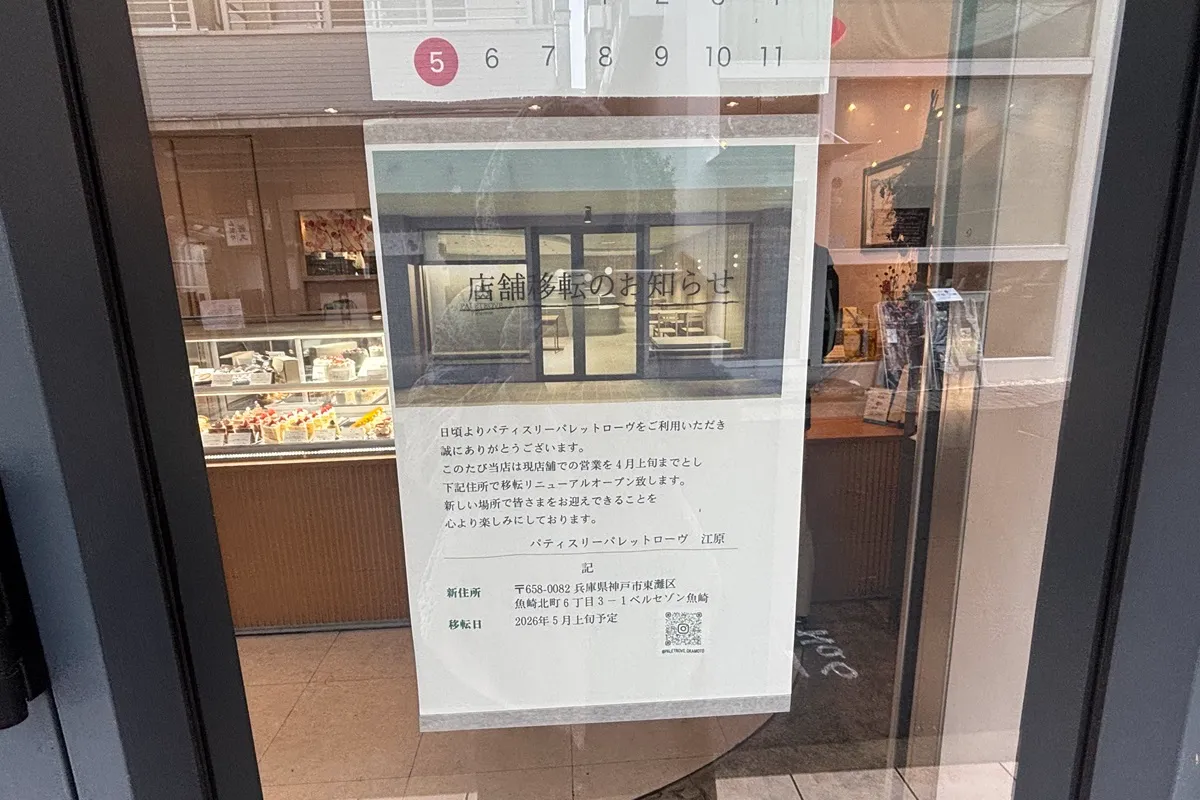 5 6 7 8 9 10 11
店舗移転のお知らせ
日頃よりパティスリーパレットローヴをご利用いただき
誠にありがとうございます。
このたび当店は現店舗での営業を4月上旬までとし
下記住所で移転リニューアルオープン致します。
新しい場所で皆さまをお迎えできることを
心より楽しみにしております。
パティスリーパレットローヴ 江原
記
新住所 〒658-0082 兵庫県神戸市東灘区
魚崎北町6丁目3−1ベルセゾン魚崎
移転日 2026年5月上旬予定
@PALETROVE.OKAMOTO